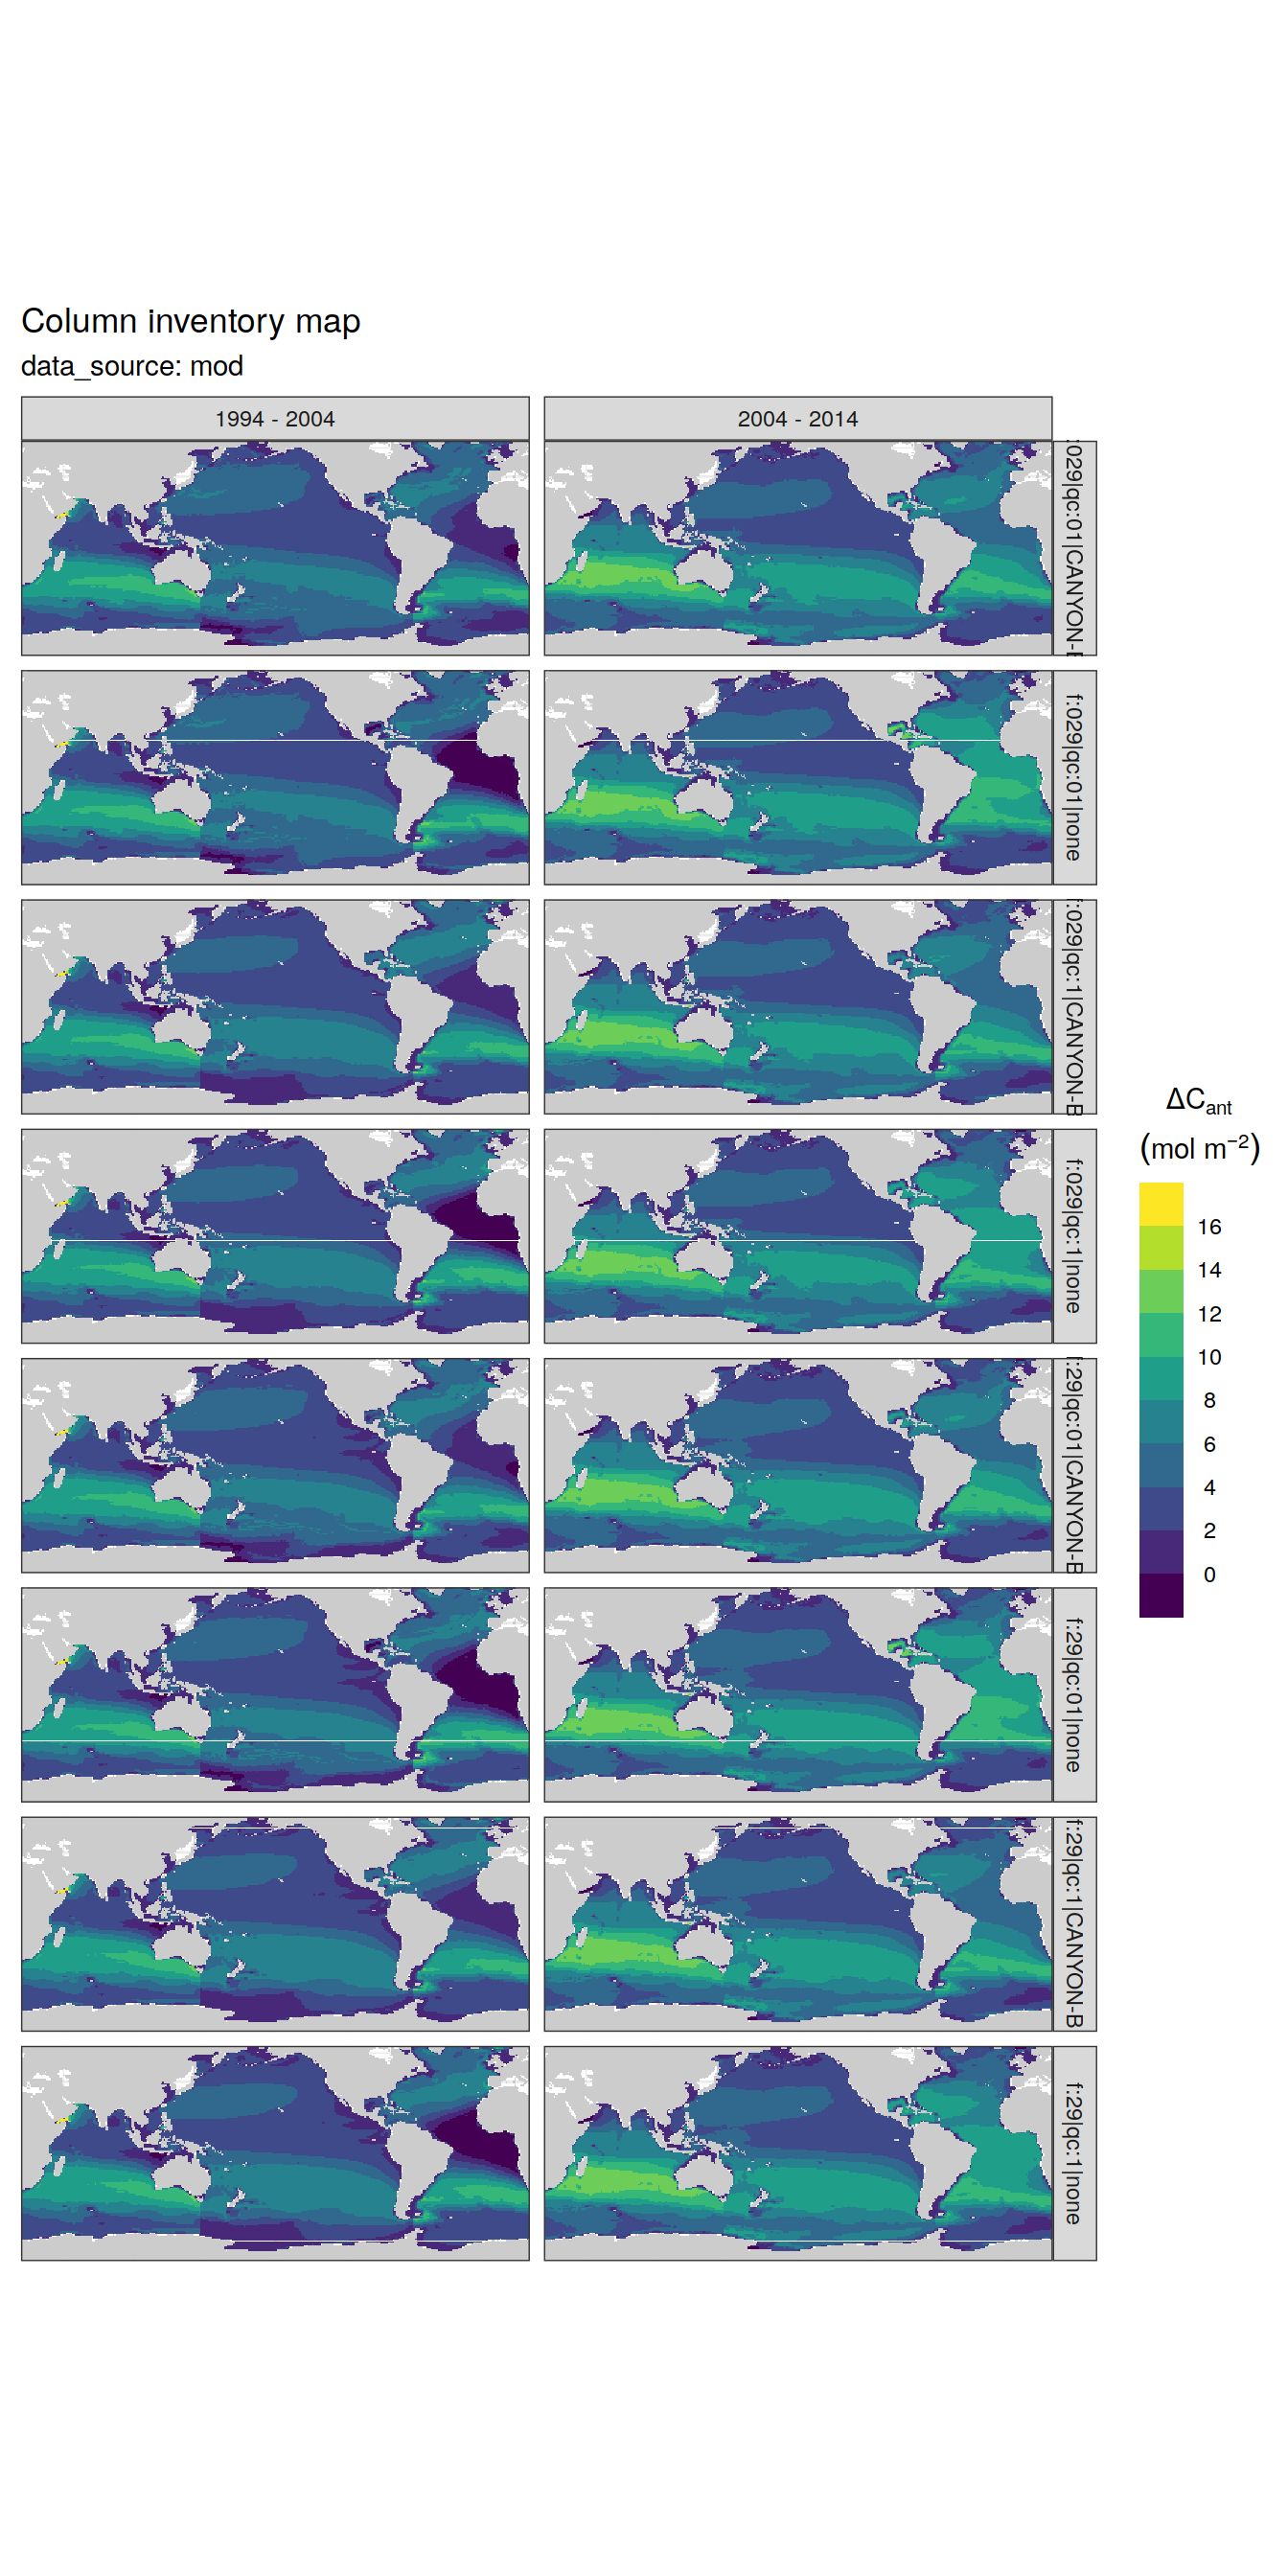 Column inventory map
data_source: mod
1994 - 2004
2004 - 2014
029|qc:01|CANYON-
f:029|qc:01|none
f:029|qc:1|CANYON-B
f:029|qc:1|none
f:29|qc:01|CANYON-B
f:29|qc:01|none
f:29|qc:1|CANYON-B
f:29|qc:1|none
ΔCant
(mol m−2)
16
14
12
10
8
6
4
2
0